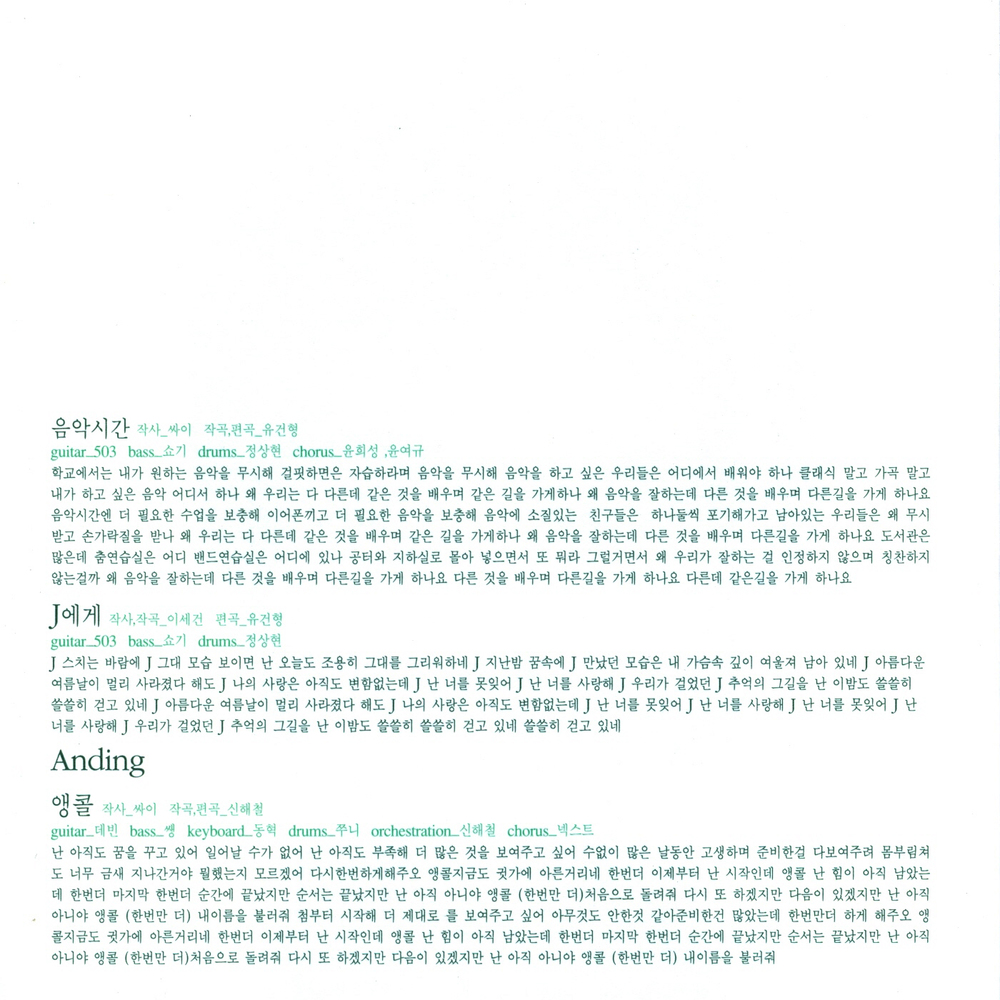 음악시간 작사_싸이 작곡,편곡_유건형
guitar_503 bass_쇼기 drums_정상현 chorus_윤희성 ,윤여규
학교에서는 내가 원하는 음악을 무시해 걸핏하면은 자습하라며 음악을 무시해 음악을 하고 싶은 우리들은 어디에서 배워야 하나 클래식 말고 가곡 말고
내가 하고 싶은 음악 어디서 하나 왜 우리는 다 다른데 같은 것을 배우며 같은 길을 가게하나 왜 음악을 잘하는데 다른 것을 배우며 다른길을 가게 하나요
음악시간엔 더 필요한 수업을 보충해 이어폰끼고 더 필요한 음악을 보충해 음악에 소질있는 친구들은 하나둘씩 포기해가고 남아있는 우리들은 왜 무시
받고 손가락질을 받나 왜 우리는 다 다른데 같은 것을 배우며 같은 길을 가게하나 왜 음악을 잘하는데 다른 것을 배우며 다른길을 가게 하나요 도서관은
많은데 춤연습실은 어디 밴드연습실은 어디에 있나 공터와 지하실로 몰아 넣으면서 또 뭐라 그럴거면서 왜 우리가 잘하는 걸 인정하지 않으며 칭찬하지
않는걸까 왜 음악을 잘하는데 다른 것을 배우며 다른길을 가게 하나요 다른 것을 배우며 다른길을 가게 하나요 다른데 같은길을 가게 하나요
J에게 작사,작곡_이세건 편곡_유건형
guitar_503 bass_쇼기 drums_정상현
J 스치는 바람에 J 그대 모습 보이면 난 오늘도 조용히 그대를 그리워하네 J 지난밤 꿈속에 J 만났던 모습은 내 가슴속 깊이 여울져 남아 있네 J 아름다운
여름날이 멀리 사라졌다 해도 J 나의 사랑은 아직도 변함없는데 J 난 너를 못잊어 J 난 너를 사랑해 J 우리가 걸었던 J 추억의 그길을 난 이밤도 쓸쓸히
쓸쓸히 걷고 있네 J 아름다운 여름날이 멀리 사라졌다 해도 J 나의 사랑은 아직도 변함없는데 J 난 너를 못잊어 J 난 너를 사랑해 J 난 너를 못잊어 J 난
너를 사랑해 J 우리가 걸었던 J 추억의 그길을 난 이밤도 쓸쓸히 쓸쓸히 걷고 있네 쓸쓸히 걷고 있네
Anding
앵콜 작사_싸이 작곡,편곡_신해철
guitar_데빈 bass_쌩 keyboard_동혁 drums_쭈니 orchestration_신해철 chorus_넥스트
난 아직도 꿈을 꾸고 있어 일어날 수가 없어 난 아직도 부족해 더 많은 것을 보여주고 싶어 수없이 많은 날동안 고생하며 준비한걸 다보여주려 몸부림쳐
도 너무 금새 지나간거야 뭘했는지 모르겠어 다시한번하게해주오 앵콜지금도 귓가에 아른거리네 한번더 이제부터 난 시작인데 앵콜 난 힘이 아직 남았는
데 한번더 마지막 한번더 순간에 끝났지만 순서는 끝났지만 난 아직 아니야 앵콜 (한번만 더)처음으로 돌려줘 다시 또 하겠지만 다음이 있겠지만 난 아직
아니야 앵콜 (한번만 더) 내이름을 불러줘 첨부터 시작해 더 제대로 를 보여주고 싶어 아무것도 안한것 같아준비한건 많았는데 한번만더 하게 해주오 앵
콜지금도 귓가에 아른거리네 한번더 이제부터 난 시작인데 앵콜 난 힘이 아직 남았는데 한번더 마지막 한번더 순간에 끝났지만 순서는 끝났지만 난 아직
아니야 앵콜 (한번만 더)처음으로 돌려줘 다시 또 하겠지만 다음이 있겠지만 난 아직 아니야 앵콜 (한번만 더) 내이름을 불러줘